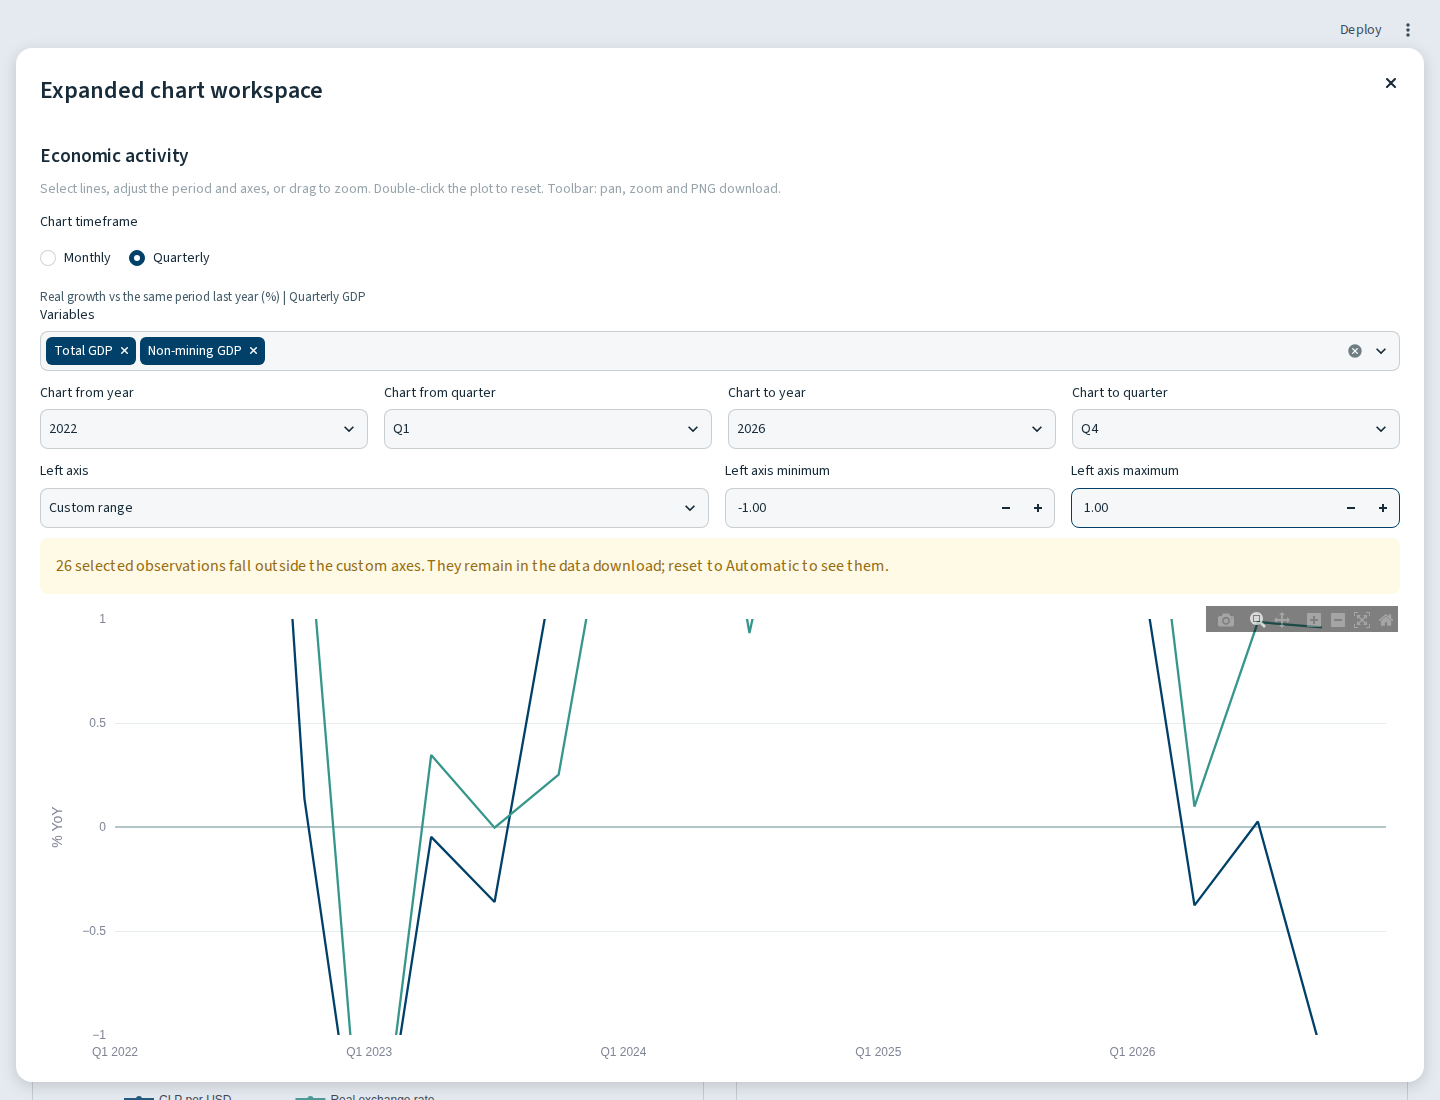 Deploy
Expanded chart workspace
Economic activity
Select lines, adjust the period and axes, or drag to zoom. Double-click the plot to reset. Toolbar: pan, zoom and PNG download.
Chart timeframe
Monthly Quarterly
Real growth vs the same period last year (%) | Quarterly GDP
Variables
Total GDP Non-mining GDP
Chart from year Chart from quarter Chart to year Chart to quarter
2022 Q1 2026 Q4
Left axis Left axis minimum Left axis maximum
Custom range -1.00 1.00
26 selected observations fall outside the custom axes. They remain in the data download; reset to Automatic to see them.
1
0.5
0
−0.5
−1
% YoY
Q1 2022 Q1 2023 Q1 2024 Q1 2025 Q1 2026
CLP per USD Real exchange rate